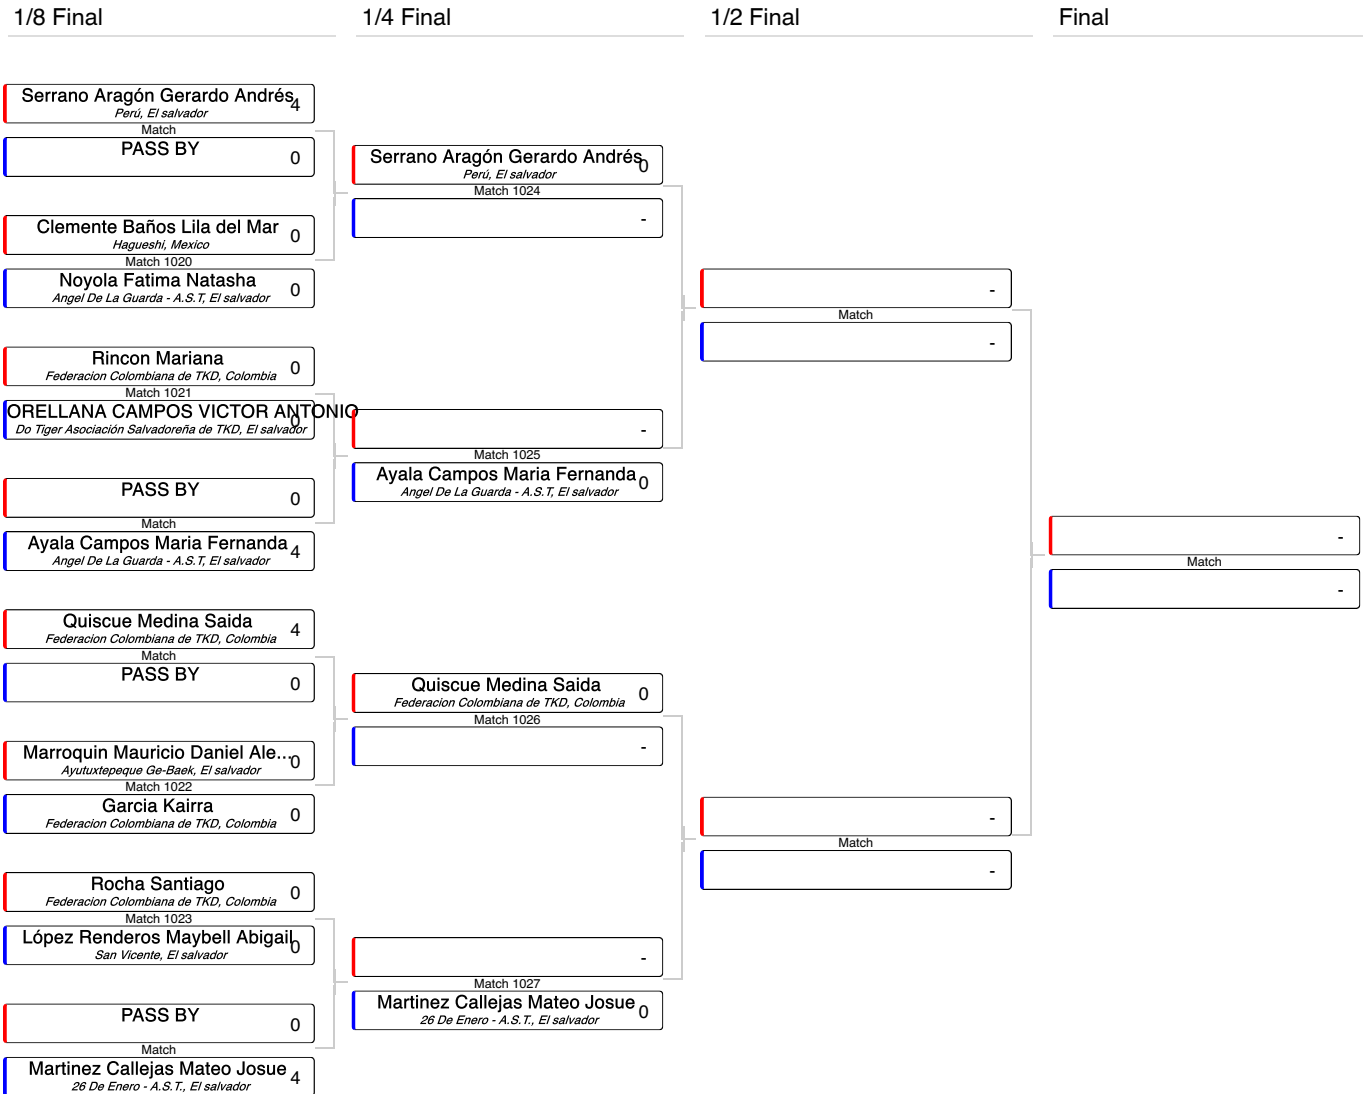 1/8 Final
1/4 Final
1/2 Final
Final
Serrano Aragón Gerardo Andrés 4
Perú, El salvador
Match
PASS BY 0
Clemente Baños Lila del Mar 0
Hagueshi, Mexico
Match 1020
Noyola Fatima Natasha 0
Angel De La Guarda - A.S.T, El salvador
Rincon Mariana 0
Federacion Colombiana de TKD, Colombia
Match 1021
ORELLANA CAMPOS VICTOR ANTONIO 0
Do Tiger Asociación Salvadoreña de TKD, El salvador
PASS BY 0
Match
Ayala Campos Maria Fernanda 4
Angel De La Guarda - A.S.T, El salvador
Quiscue Medina Saida 4
Federacion Colombiana de TKD, Colombia
Match
PASS BY 0
Marroquin Mauricio Daniel Ale... 0
Ayutuxtepeque Ge-Baek, El salvador
Match 1022
Garcia Kairra 0
Federacion Colombiana de TKD, Colombia
Rocha Santiago 0
Federacion Colombiana de TKD, Colombia
Match 1023
López Renderos Maybell Abigail 0
San Vicente, El salvador
PASS BY 0
Match
Martinez Callejas Mateo Josue 4
26 De Enero - A.S.T., El salvador
Serrano Aragón Gerardo Andrés 0
Perú, El salvador
Match 1024
-
-
Match 1025
Ayala Campos Maria Fernanda 0
Angel De La Guarda - A.S.T, El salvador
Quiscue Medina Saida 0
Federacion Colombiana de TKD, Colombia
Match 1026
-
-
Match 1027
Martinez Callejas Mateo Josue 0
26 De Enero - A.S.T., El salvador
-
Match
-
-
Match
-
-
Match
-